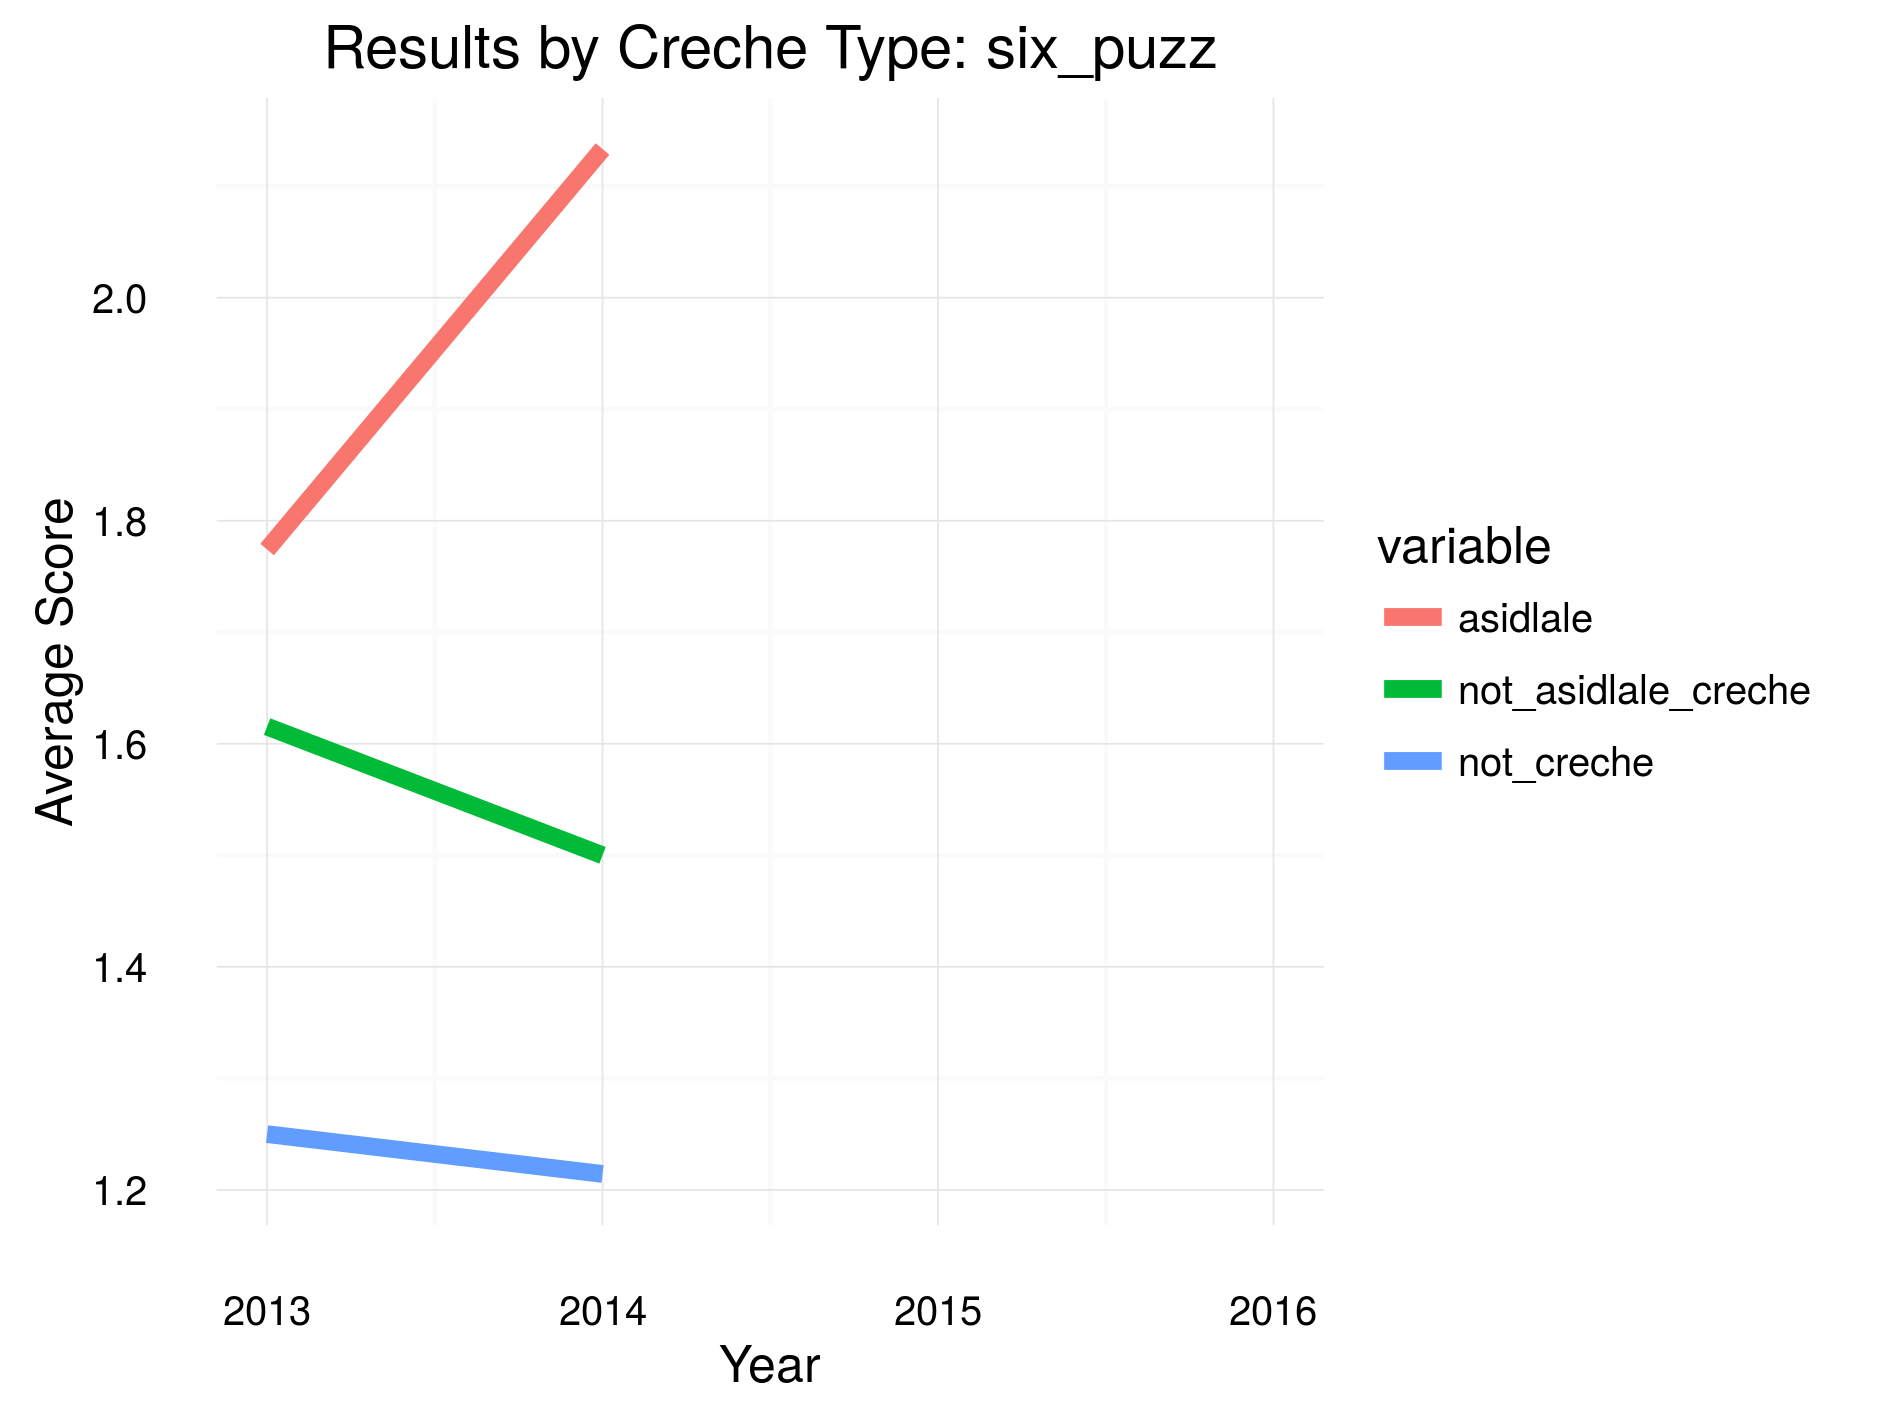 Results by Creche Type: six_puzz
2.0
1.8
1.6
1.4
1.2
Average Score
2013 2014 2015 2016
Year
variable
asidlale
not_asidlale_creche
not_creche